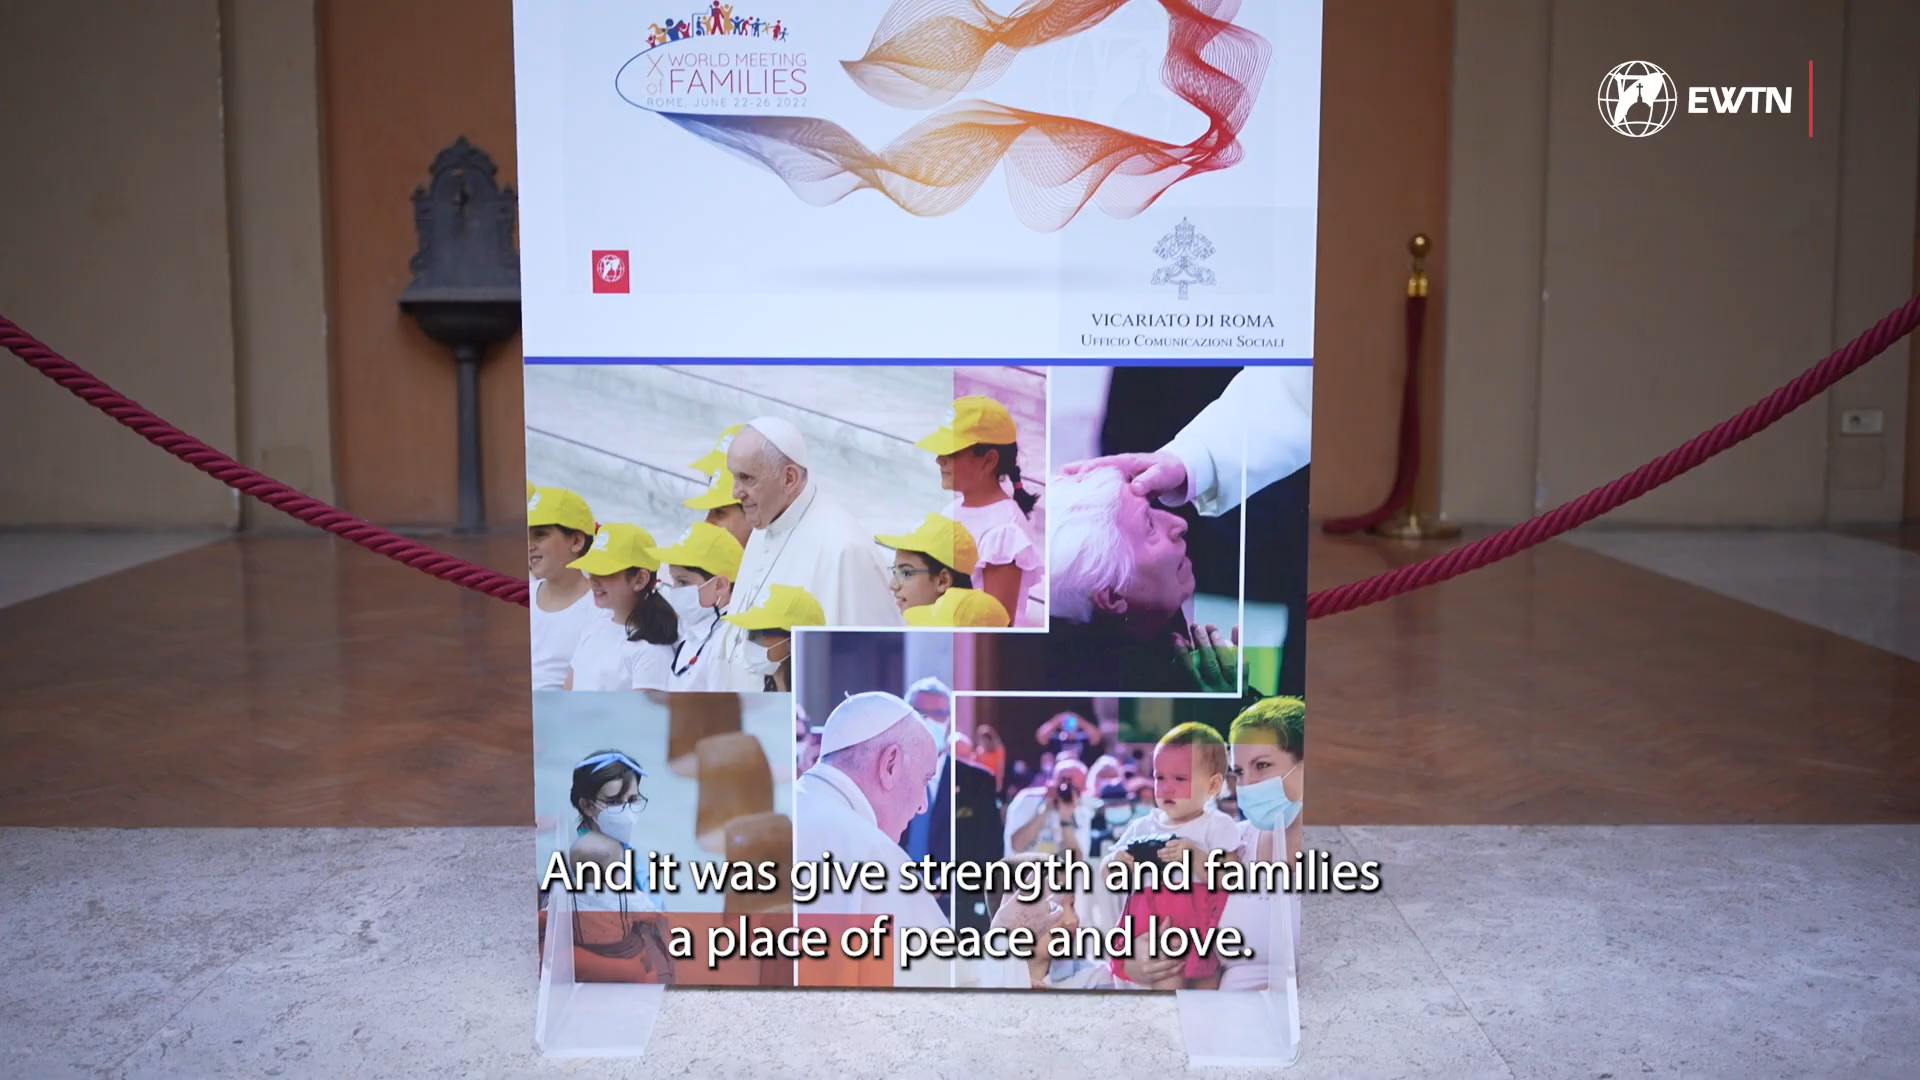 X WORLD MEETING
of FAMILIES
ROME, JUNE 22-26 2022
EWTN
VICARIATO DI ROMA
UFFICIO COMUNICAZIONI SOCIALI
And it was give strength and families
a place of peace and love.